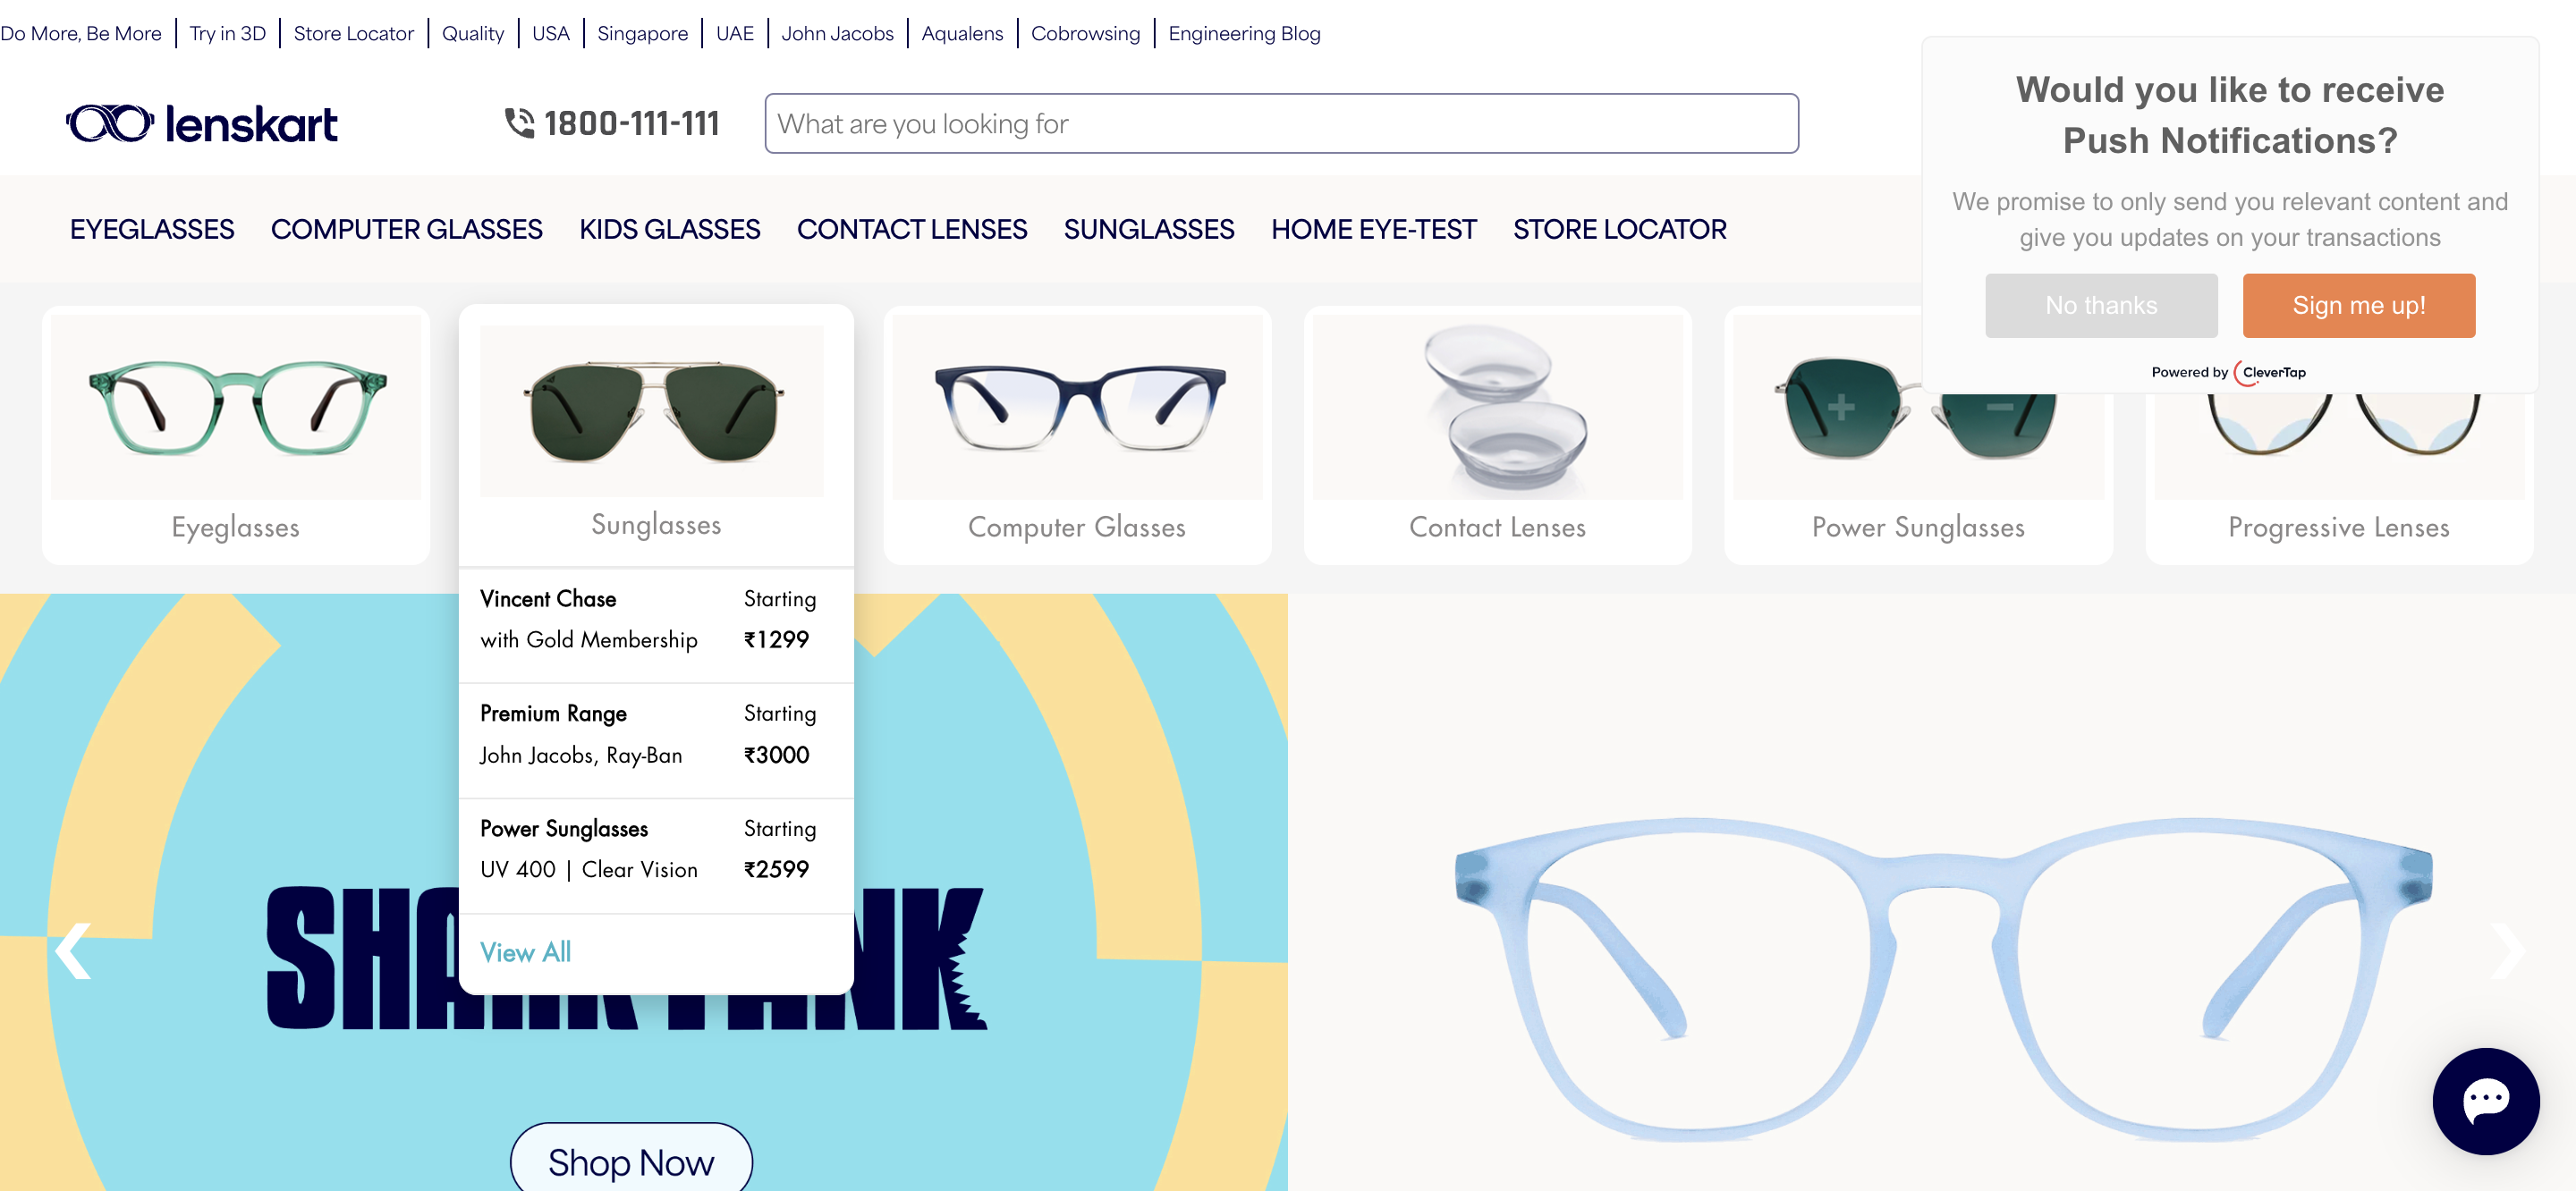 Do More, Be More
Try in 3D
Store Locator
Quality
USA
Singapore
UAE
John Jacobs
Aqualens
Cobrowsing
Engineering Blog
lenskart
1800-111-111
What are you looking for
Would you like to receive
Push Notifications?
We promise to only send you relevant content and
give you updates on your transactions
No thanks
Sign me up!
Powered by CleverTap
EYEGLASSES
COMPUTER GLASSES
KIDS GLASSES
CONTACT LENSES
SUNGLASSES
HOME EYE-TEST
STORE LOCATOR
Eyeglasses
Sunglasses
Computer Glasses
Contact Lenses
Power Sunglasses
Progressive Lenses
Vincent Chase Starting
with Gold Membership ₹1299
Premium Range Starting
John Jacobs, Ray-Ban ₹3000
Power Sunglasses Starting
UV 400 | Clear Vision ₹2599
View All
Shop Now